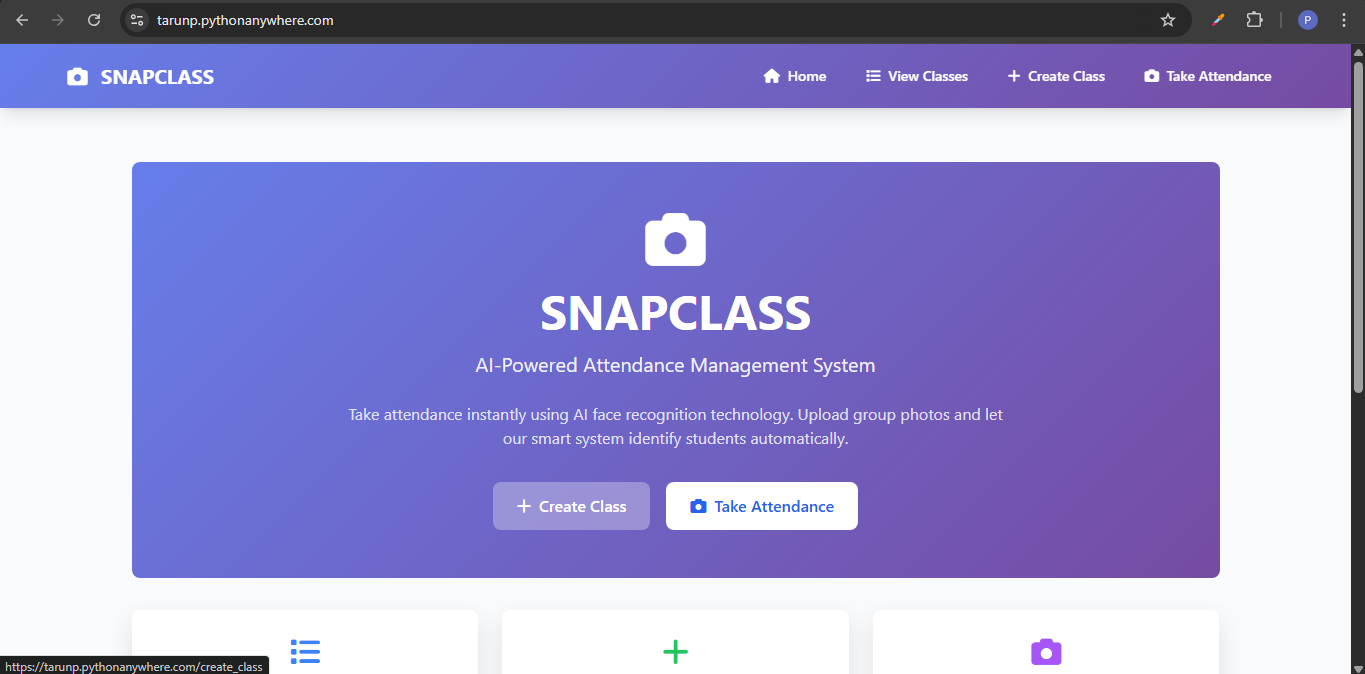 tarunp.pythonanywhere.com
P
SNAPCLASS
Home
View Classes
Create Class
Take Attendance
SNAPCLASS
AI-Powered Attendance Management System
Take attendance instantly using AI face recognition technology. Upload group photos and let
our smart system identify students automatically.
Create Class
Take Attendance
https://tarunp.pythonanywhere.com/create_class